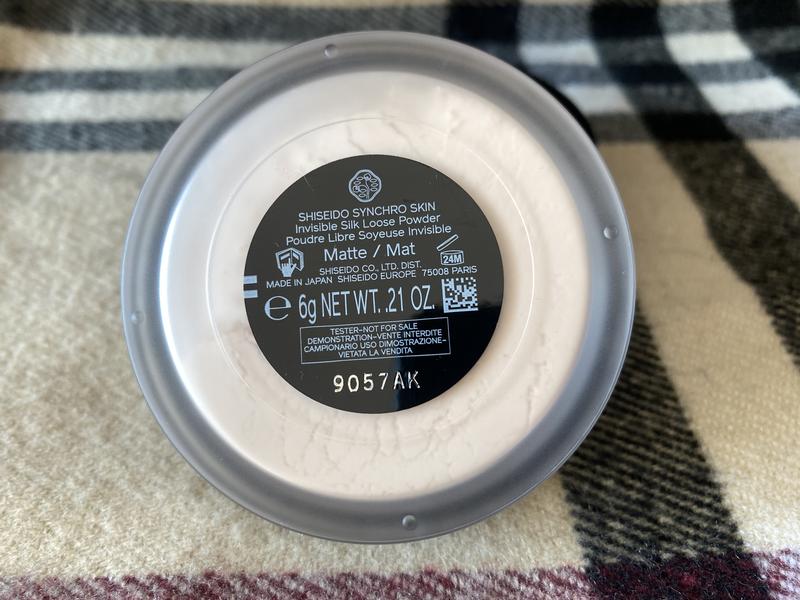 SHISEIDO SYNCHRO SKIN
Invisible Silk Loose Powder
Poudre Libre Soyeuse Invisible
Matte / Mat
24M
SHISEIDO CO., LTD. DIST.
MADE IN JAPAN SHISEIDO EUROPE 75008 PARIS
℮ 6g NET WT. .21 OZ.
TESTER–NOT FOR SALE
DEMONSTRATION–VENTE INTERDITE
CAMPIONARIO USO DIMOSTRAZIONE–
VIETATA LA VENDITA
9057AK